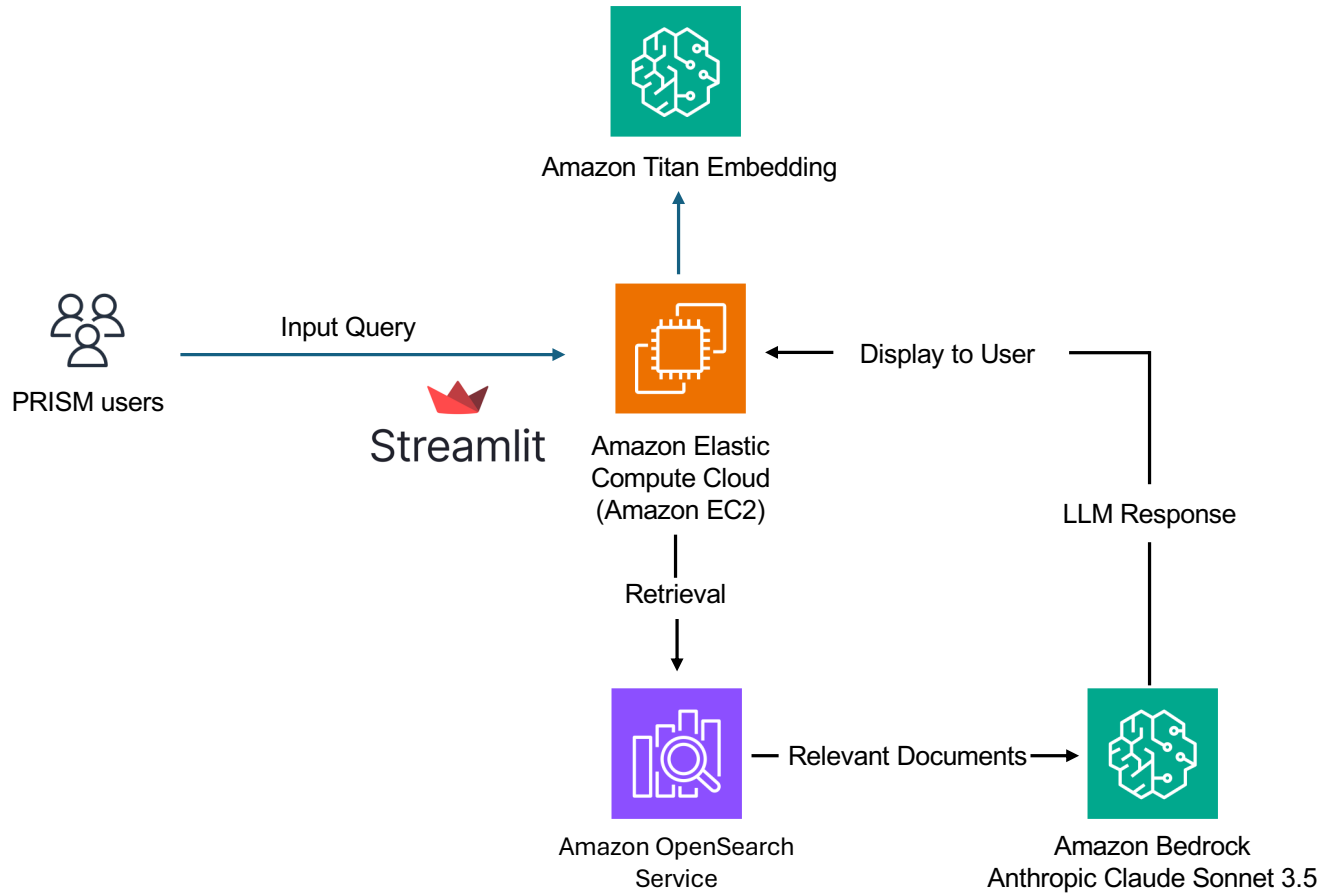 Amazon Titan Embedding
Input Query
PRISM users
Streamlit
Amazon Elastic
Compute Cloud
(Amazon EC2)
Display to User
LLM Response
Retrieval
Relevant Documents
Amazon OpenSearch
Service
Amazon Bedrock
Anthropic Claude Sonnet 3.5